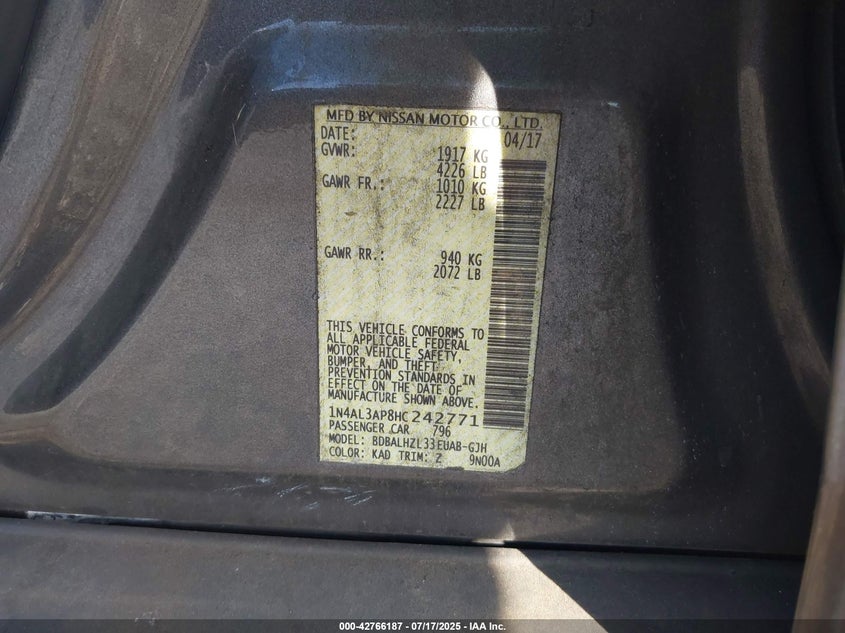 MFD BY NISSAN MOTOR CO., LTD.
DATE: 04/17
GVWR: 1917 KG
4226 LB
GAWR FR.: 1010 KG
2227 LB
GAWR RR.: 940 KG
2072 LB
THIS VEHICLE CONFORMS TO
ALL APPLICABLE FEDERAL
MOTOR VEHICLE SAFETY,
BUMPER, AND THEFT
PREVENTION STANDARDS IN
EFFECT ON THE DATE OF
MANUFACTURE SHOWN ABOVE.
1N4AL3AP8HC242771
PASSENGER CAR 796
MODEL: BDBALHZL33EUAB-GJH
COLOR: KAD TRIM: Z 9N00A
000-42766187 - 07/17/2025 - IAA Inc.